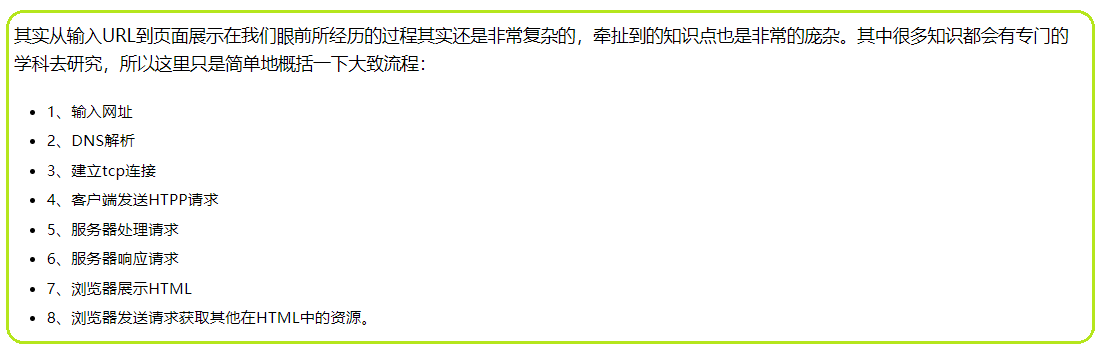 其实从输入URL到页面展示在我们眼前所经历的过程其实还是非常复杂的，牵扯到的知识点也是非常的庞杂。其中很多知识都会有专门的
学科去研究，所以这里只是简单地概括一下大致流程：
• 1、输入网址
• 2、DNS解析
• 3、建立tcp连接
• 4、客户端发送HTPP请求
• 5、服务器处理请求
• 6、服务器响应请求
• 7、浏览器展示HTML
• 8、浏览器发送请求获取其他在HTML中的资源。